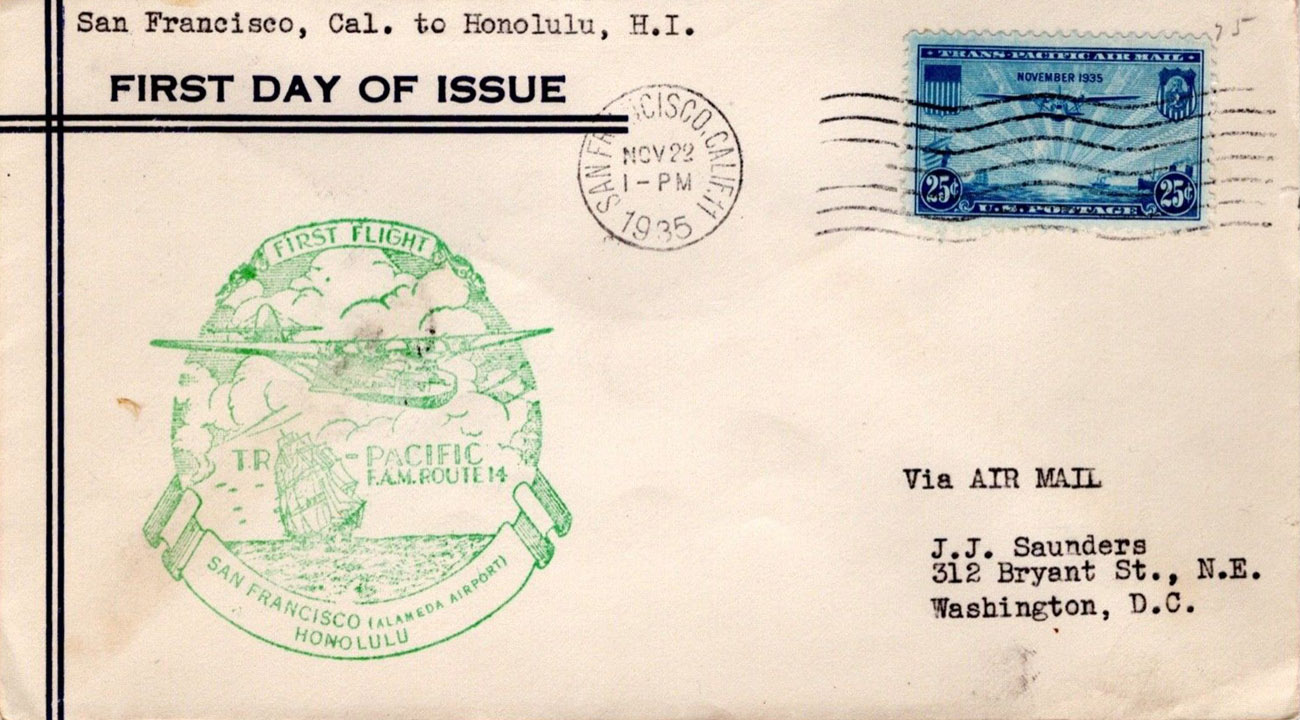 San Francisco, Cal. to Honolulu, H.I.
FIRST DAY OF ISSUE
SAN FRANCISCO, CALIF. 11
NOV 22
1-PM
1935
75
TRANS-PACIFIC AIR MAIL
NOVEMBER 1935
25¢ 25¢
U.S. POSTAGE
FIRST FLIGHT
TRANS-PACIFIC
F.A.M. ROUTE 14
SAN FRANCISCO (ALAMEDA AIRPORT)
HONOLULU
Via AIR MAIL
J.J. Saunders
312 Bryant St., N.E.
Washington, D.C.